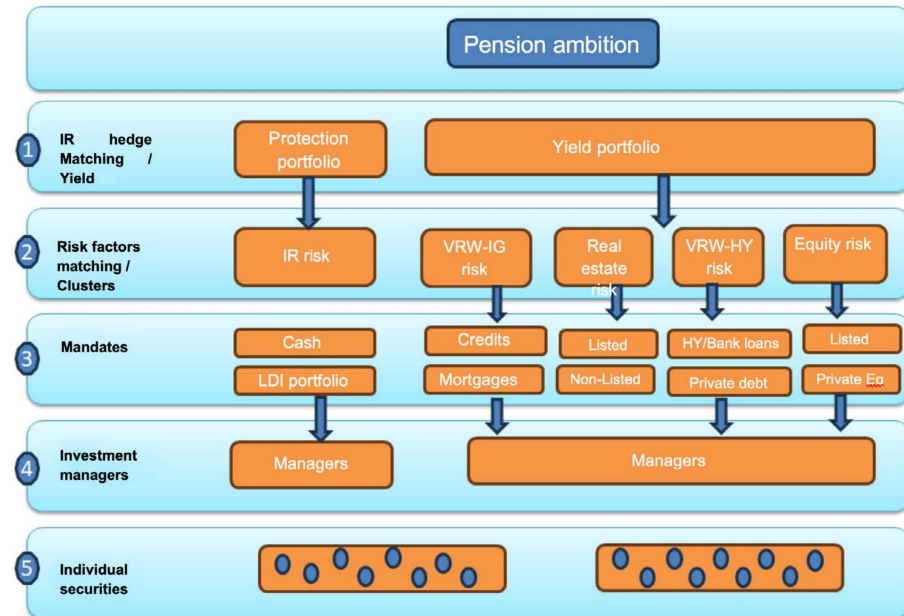 Pension ambition
1
IR hedge
Matching /
Yield
Protection
portfolio
Yield portfolio
2
Risk factors
matching /
Clusters
IR risk
VRW-IG
risk
Real
estate
risk
VRW-HY
risk
Equity risk
3
Mandates
Cash
LDI portfolio
Credits
Mortgages
Listed
Non-Listed
HY/Bank loans
Private debt
Listed
Private Eq
4
Investment
managers
Managers
Managers
5
Individual
securities